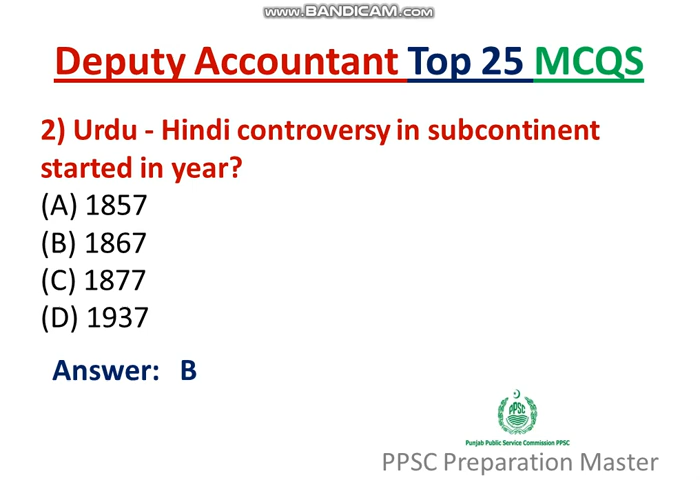 www.BANDICAM.com
Deputy Accountant Top 25 MCQS
2) Urdu - Hindi controversy in subcontinent
started in year?
(A) 1857
(B) 1867
(C) 1877
(D) 1937
Answer: B
PPSC
Punjab Public Service Commission PPSC
PPSC Preparation Master